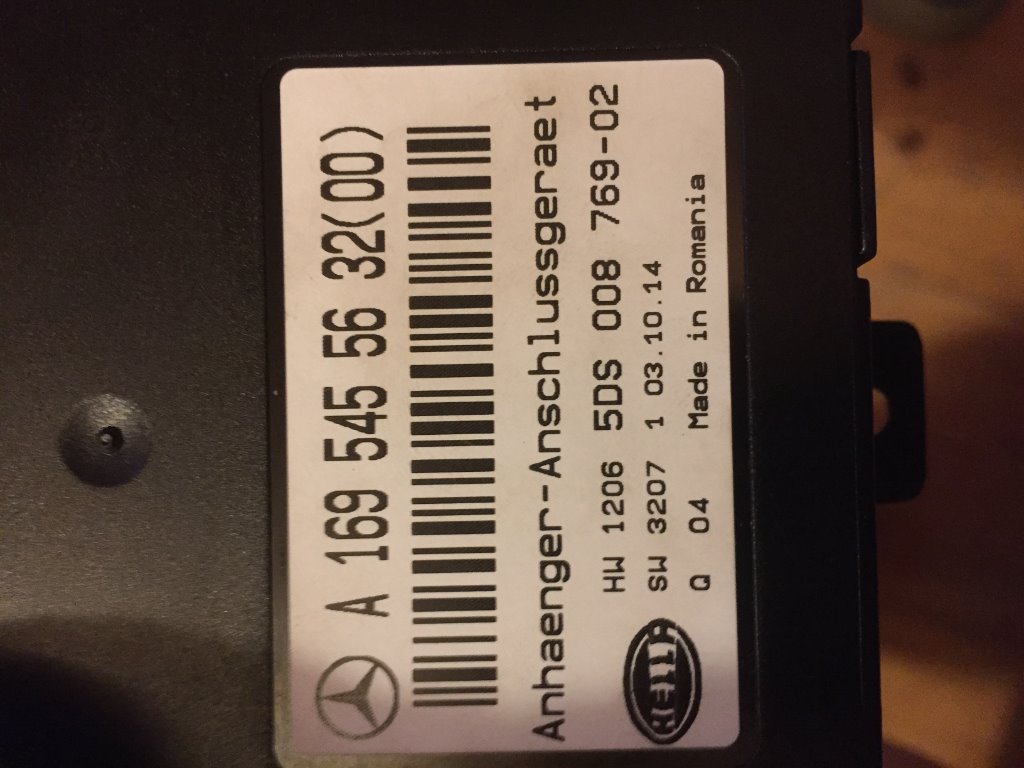 A 169 545 56 32(00)
Anhaenger-Anschlussgeraet
HW 1206 5DS 008 769-02
SW 3207 1 03.10.14
Q 04 Made in Romania
HELLA